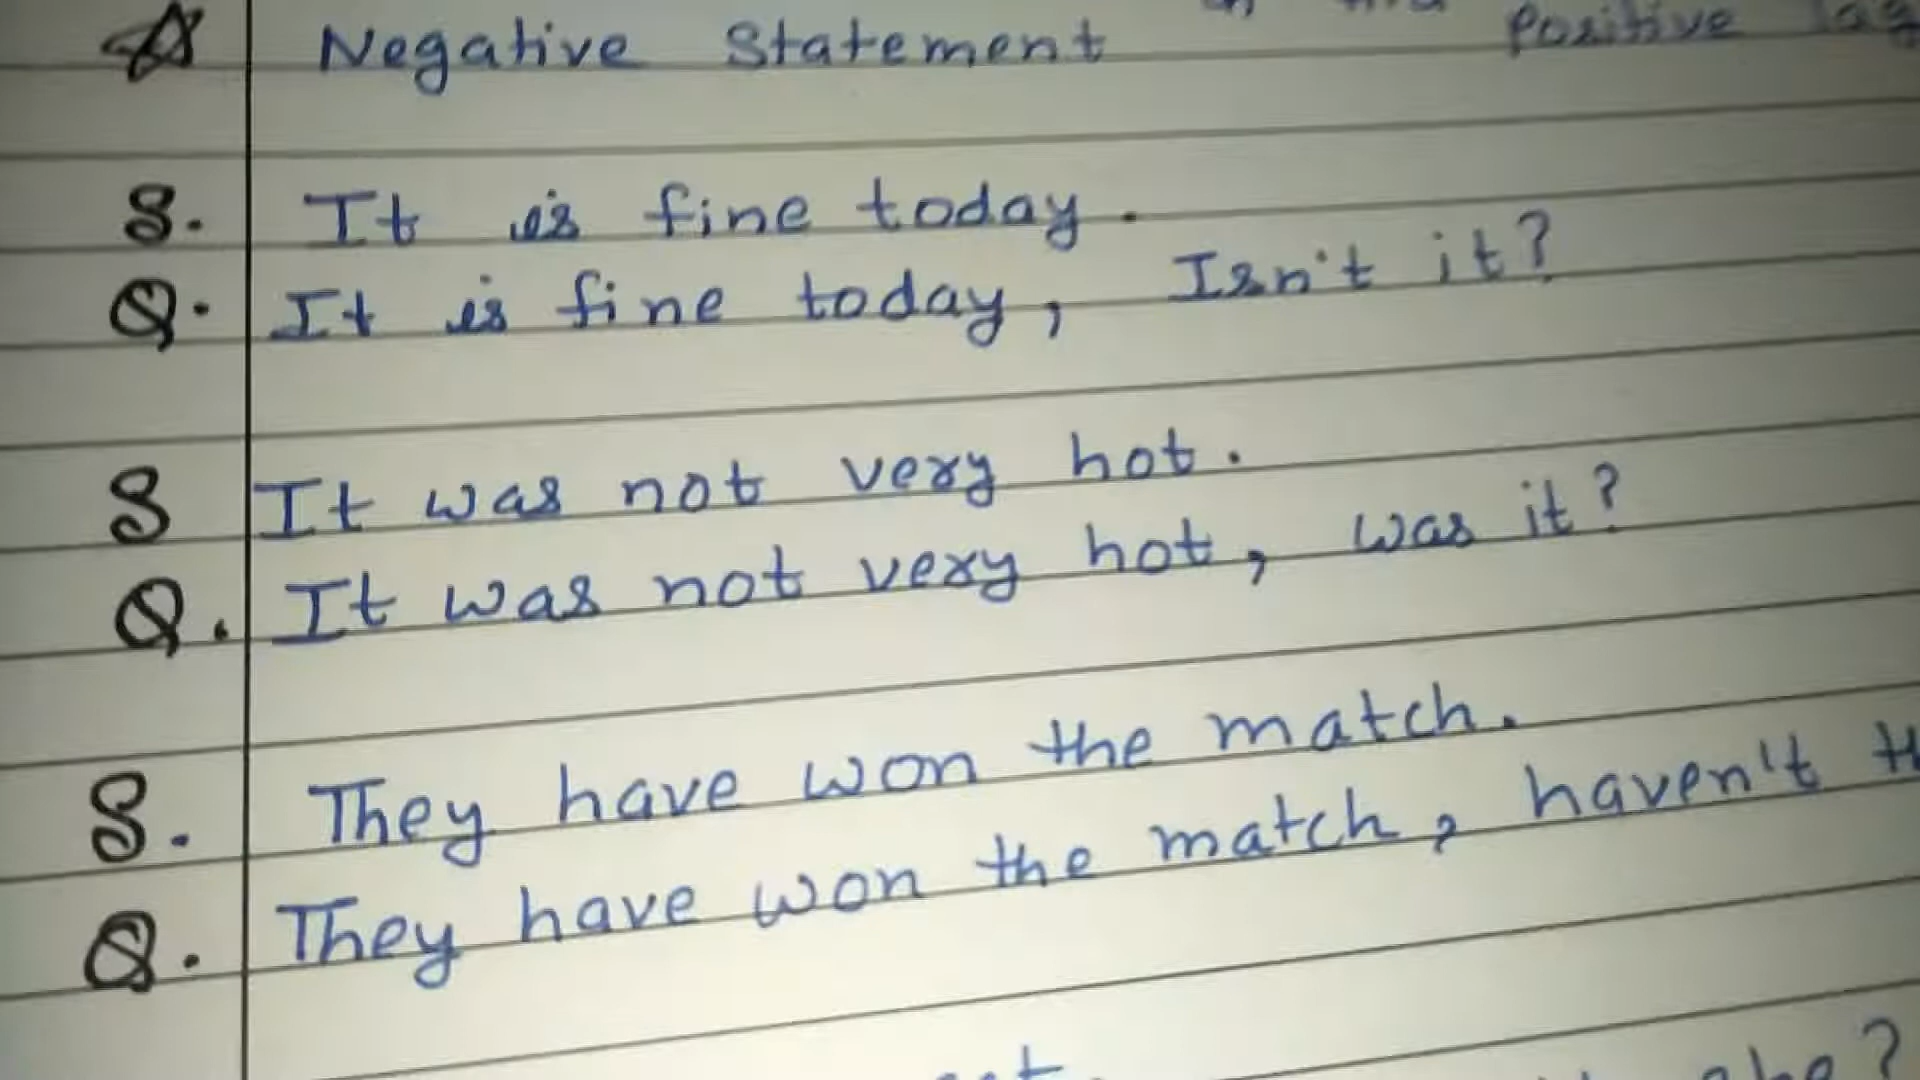 ☆ Negative Statement Positive tag
S. It is fine today.
Q. It is fine today, Isn't it?
S It was not very hot.
Q. It was not very hot, was it?
S. They have won the match.
Q. They have won the match, haven't